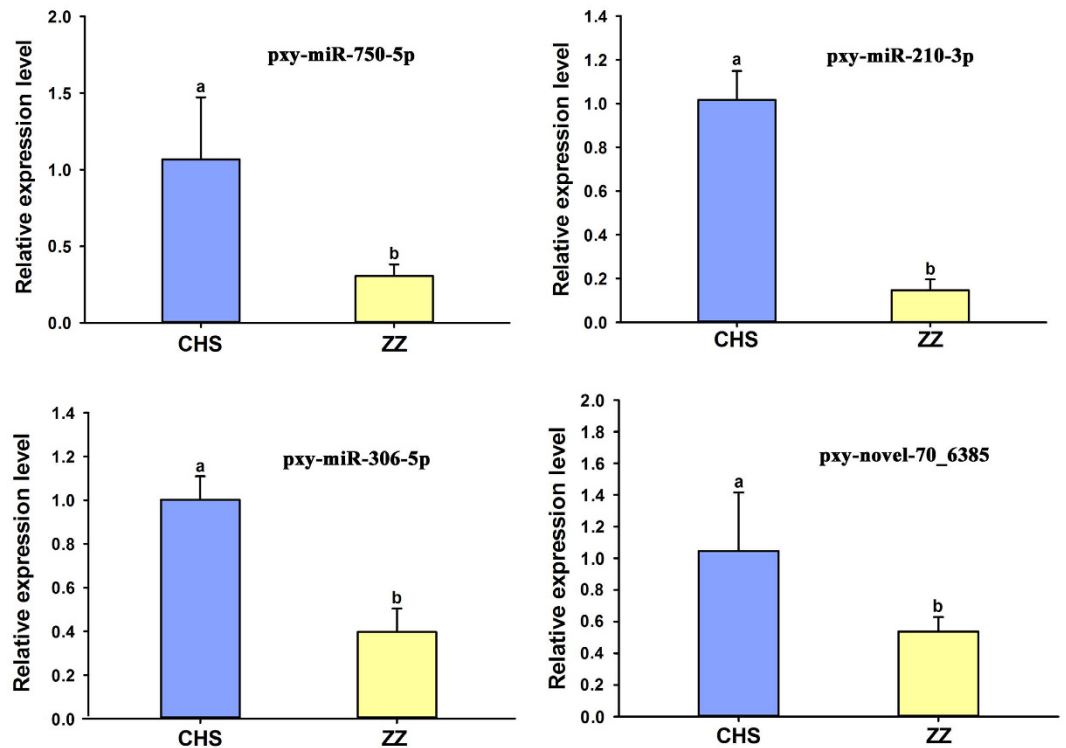 pxy-miR-750-5p
Relative expression level
2.0
1.5
1.0
0.5
0.0
a
b
CHS
ZZ
pxy-miR-210-3p
Relative expression level
1.4
1.2
1.0
0.8
0.6
0.4
0.2
0.0
a
b
CHS
ZZ
pxy-miR-306-5p
Relative expression level
1.4
1.2
1.0
0.8
0.6
0.4
0.2
0.0
a
b
CHS
ZZ
pxy-novel-70_6385
Relative expression level
2.0
1.8
1.6
1.4
1.2
1.0
0.8
0.6
0.4
0.2
0.0
a
b
CHS
ZZ